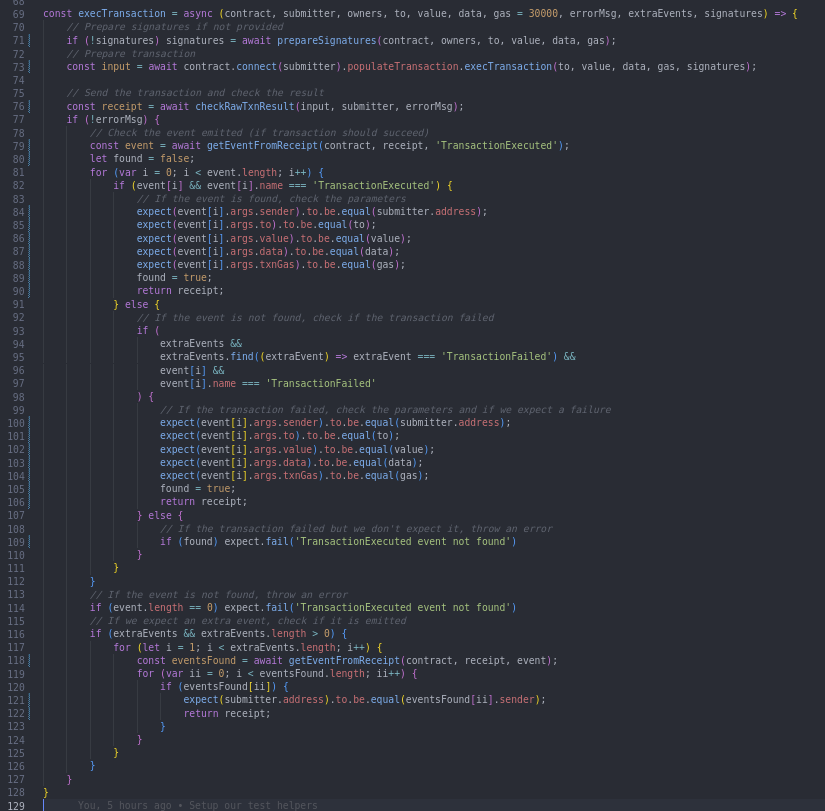 68
69 const execTransaction = async (contract, submitter, owners, to, value, data, gas = 30000, errorMsg, extraEvents, signatures) => {
70 // Prepare signatures if not provided
71 if (!signatures) signatures = await prepareSignatures(contract, owners, to, value, data, gas);
72 // Prepare transaction
73 const input = await contract.connect(submitter).populateTransaction.execTransaction(to, value, data, gas, signatures);
74
75 // Send the transaction and check the result
76 const receipt = await checkRawTxnResult(input, submitter, errorMsg);
77 if (!errorMsg) {
78 // Check the event emitted (if transaction should succeed)
79 const event = await getEventFromReceipt(contract, receipt, 'TransactionExecuted');
80 let found = false;
81 for (var i = 0; i < event.length; i++) {
82 if (event[i] && event[i].name === 'TransactionExecuted') {
83 // If the event is found, check the parameters
84 expect(event[i].args.sender).to.be.equal(submitter.address);
85 expect(event[i].args.to).to.be.equal(to);
86 expect(event[i].args.value).to.be.equal(value);
87 expect(event[i].args.data).to.be.equal(data);
88 expect(event[i].args.txnGas).to.be.equal(gas);
89 found = true;
90 return receipt;
91 } else {
92 // If the event is not found, check if the transaction failed
93 if (
94 extraEvents &&
95 extraEvents.find((extraEvent) => extraEvent === 'TransactionFailed') &&
96 event[i] &&
97 event[i].name === 'TransactionFailed'
98 ) {
99 // If the transaction failed, check the parameters and if we expect a failure
100 expect(event[i].args.sender).to.be.equal(submitter.address);
101 expect(event[i].args.to).to.be.equal(to);
102 expect(event[i].args.value).to.be.equal(value);
103 expect(event[i].args.data).to.be.equal(data);
104 expect(event[i].args.txnGas).to.be.equal(gas);
105 found = true;
106 return receipt;
107 } else {
108 // If the transaction failed but we don't expect it, throw an error
109 if (found) expect.fail('TransactionExecuted event not found')
110 }
111 }
112 }
113 // If the event is not found, throw an error
114 if (event.length == 0) expect.fail('TransactionExecuted event not found')
115 // If we expect an extra event, check if it is emitted
116 if (extraEvents && extraEvents.length > 0) {
117 for (let i = 1; i < extraEvents.length; i++) {
118 const eventsFound = await getEventFromReceipt(contract, receipt, event);
119 for (var ii = 0; i < eventsFound.length; ii++) {
120 if (eventsFound[ii]) {
121 expect(submitter.address).to.be.equal(eventsFound[ii].sender);
122 return receipt;
123 }
124 }
125 }
126 }
127 }
128 }
129 You, 5 hours ago • Setup our test helpers